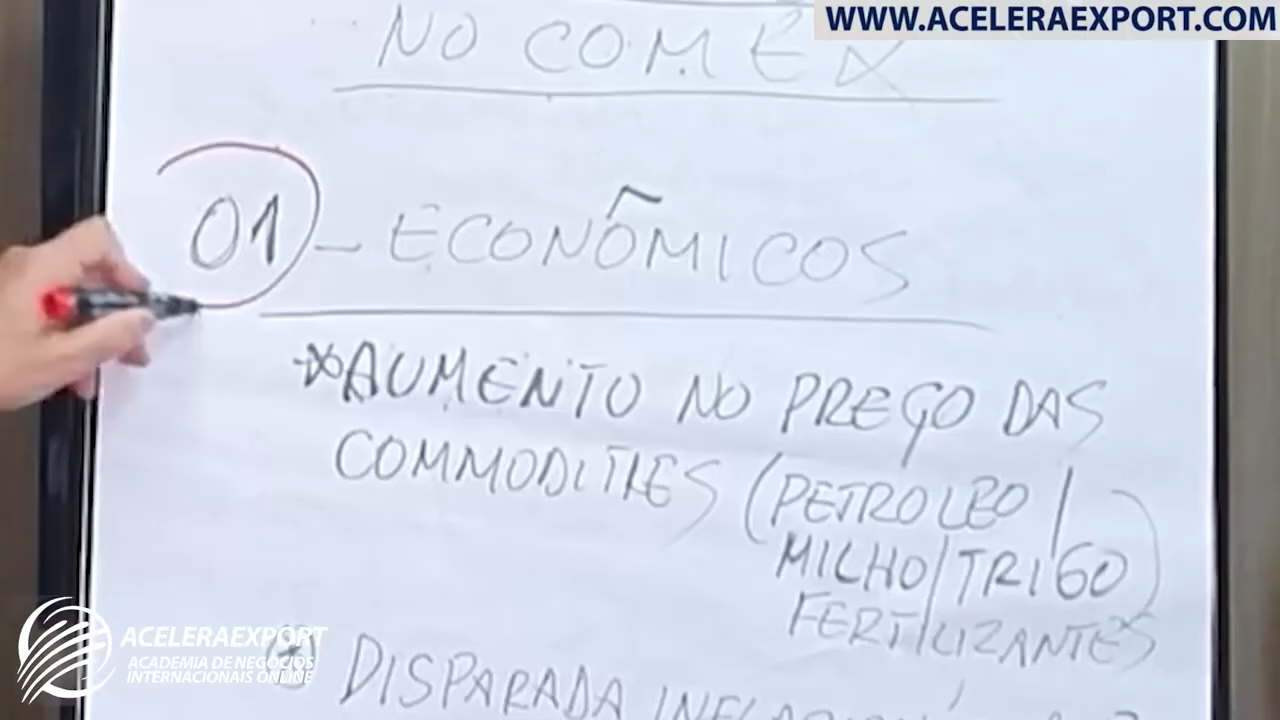 WWW.ACELERAEXPORT.COM
NO COMEX
01 - ECONÔMICOS
* AUMENTO NO PREÇO DAS
COMMODITIES (PETROLEO /
MILHO / TRIGO
FERTILIZANTES)
* DISPARADA
ACELERAEXPORT
ACADEMIA DE NEGÓCIOS
INTERNACIONAIS ONLINE